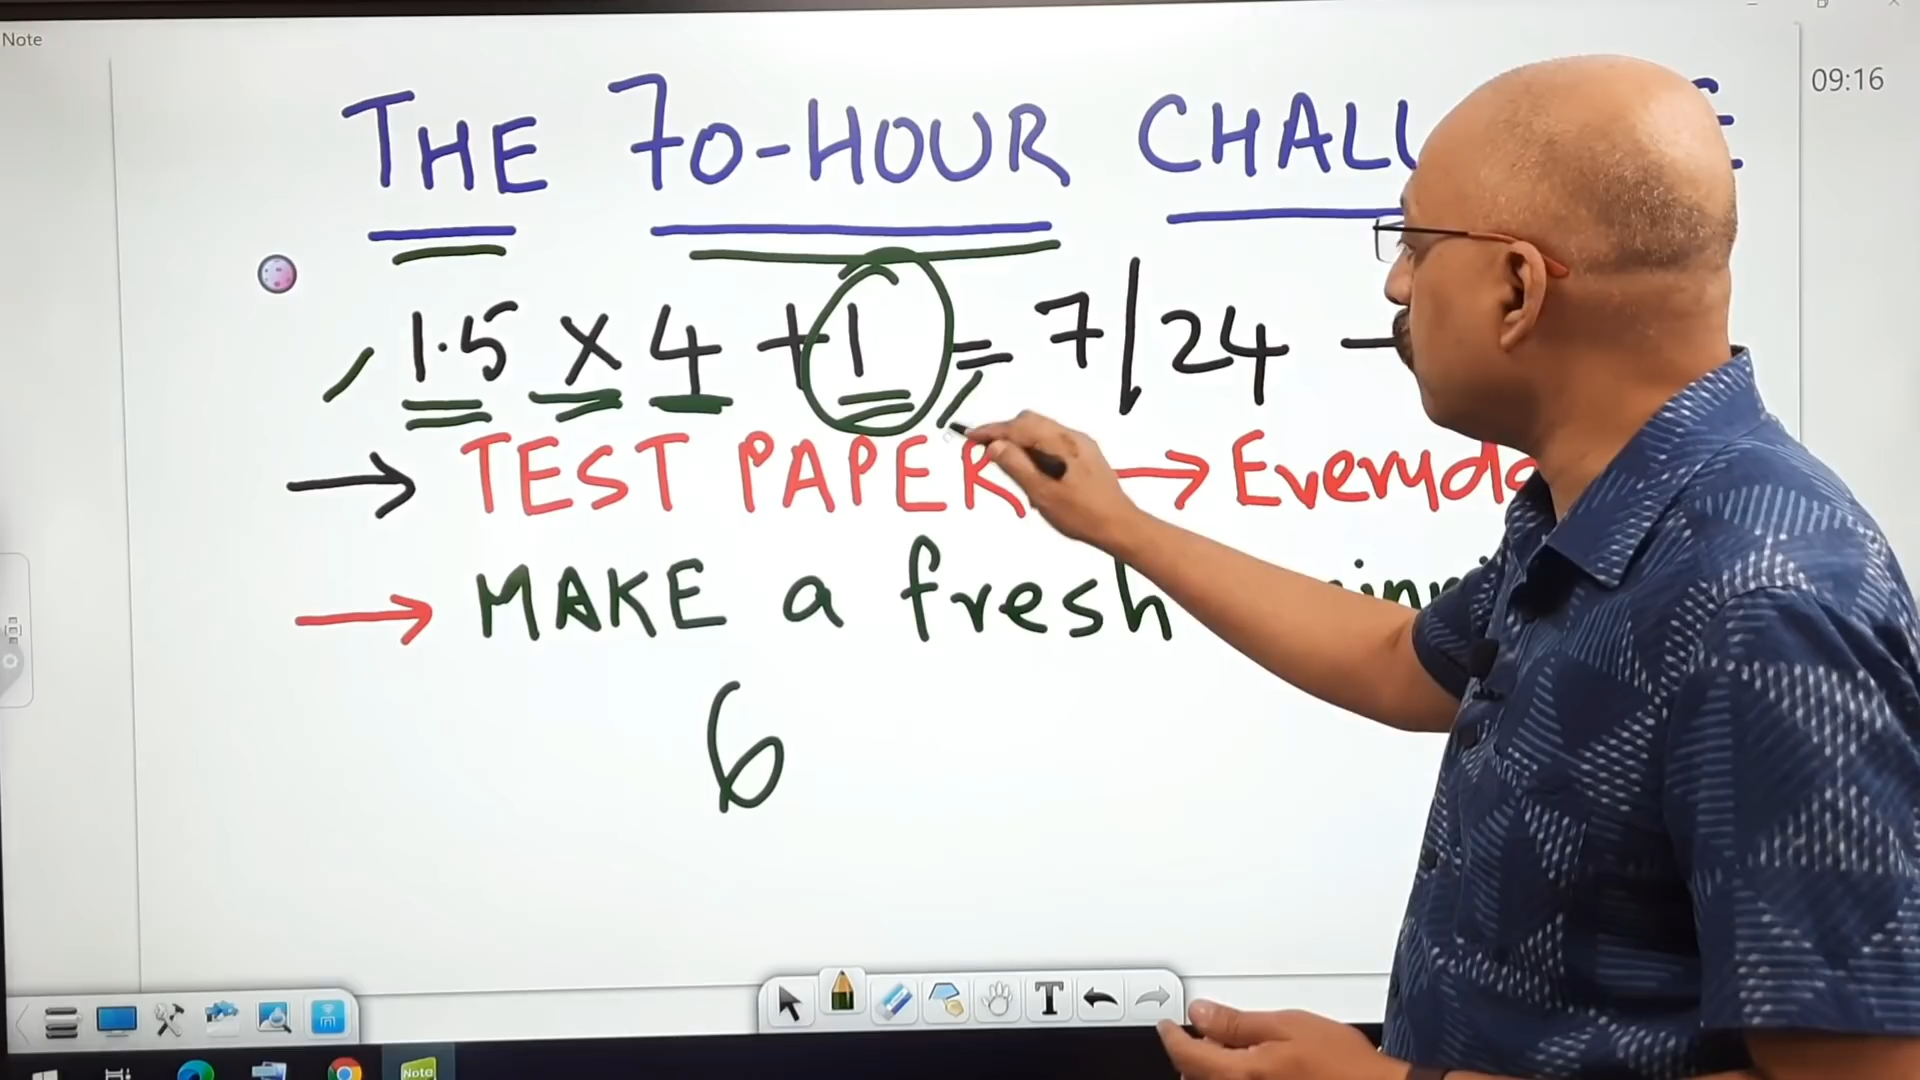 Note
09:16
THE 70-HOUR CHALL E
1.5 × 4 + 1 = 7/24 →
→ TEST PAPER → Everyda
→ MAKE a fresh
6
T
Note